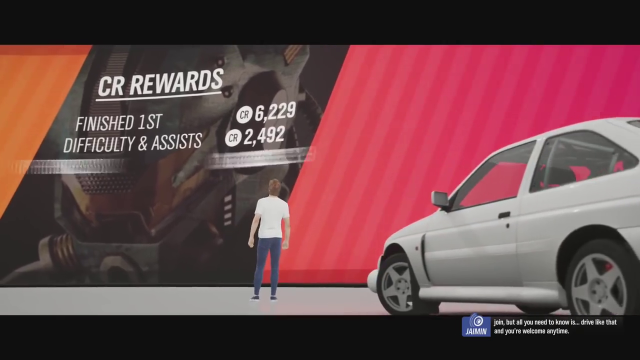 CR REWARDS
FINISHED 1ST CR 6,229
DIFFICULTY & ASSISTS CR 2,492
join, but all you need to know is... drive like that
JAIMIN and you're welcome anytime.